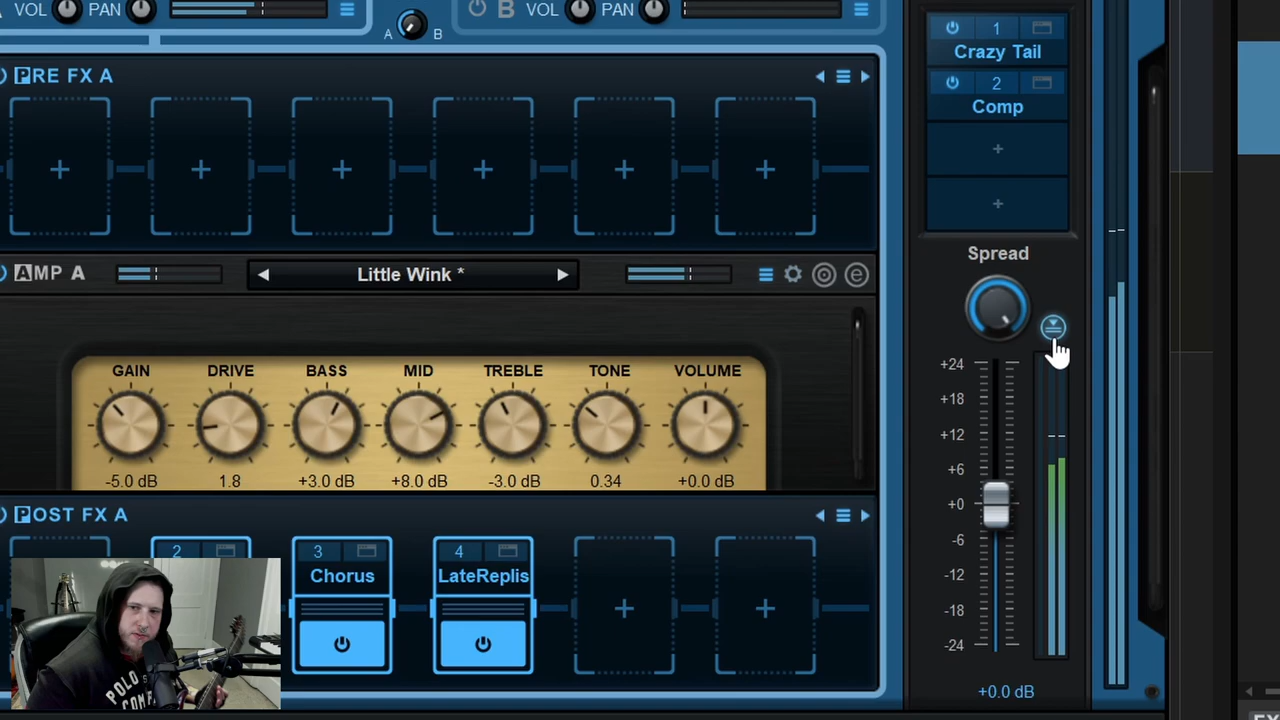 VOL PAN
A B
B VOL PAN
PRE FX A
+ + + + + +
AMP A
Little Wink *
e
GAIN DRIVE BASS MID TREBLE TONE VOLUME
-5.0 dB 1.8 +3.0 dB +8.0 dB -3.0 dB 0.34 +0.0 dB
POST FX A
2
3
Chorus
4
LateReplis
+ +
POLO
1
Crazy Tail
2
Comp
+
+
Spread
+24
+18
+12
+6
+0
-6
-12
-18
-24
+0.0 dB